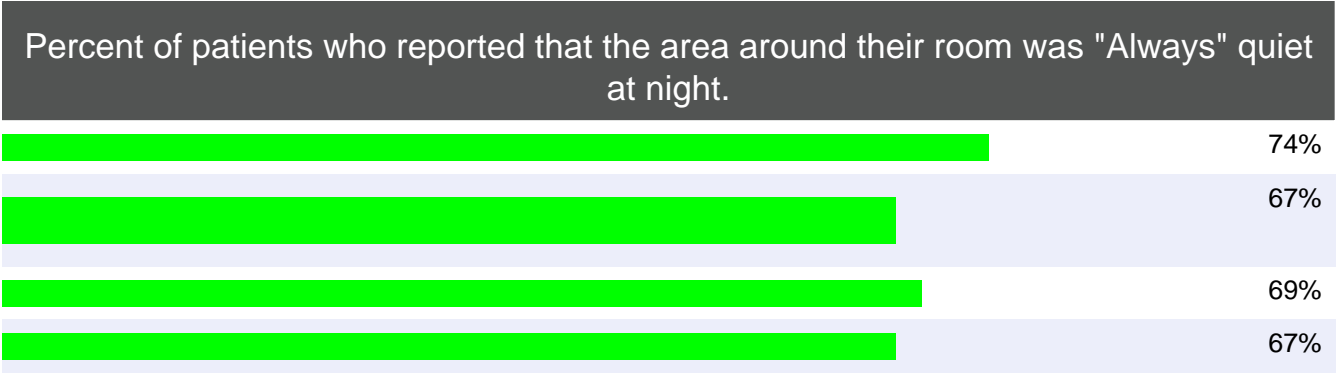 Percent of patients who reported that the area around their room was "Always" quiet
at night.
74%
67%
69%
67%